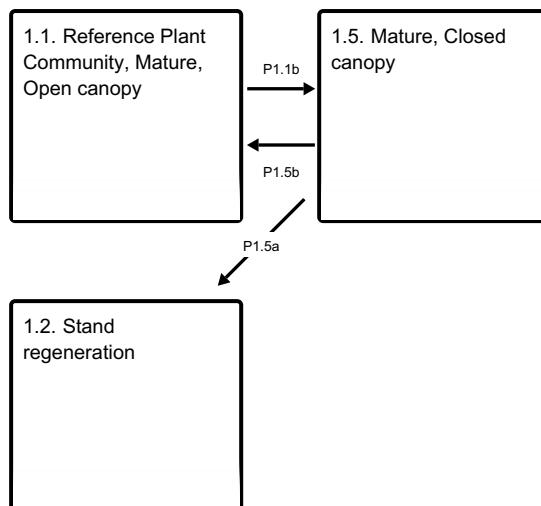 1.1. Reference Plant
Community, Mature,
Open canopy
P1.1b
1.5. Mature, Closed
canopy
P1.5b
P1.5a
1.2. Stand
regeneration